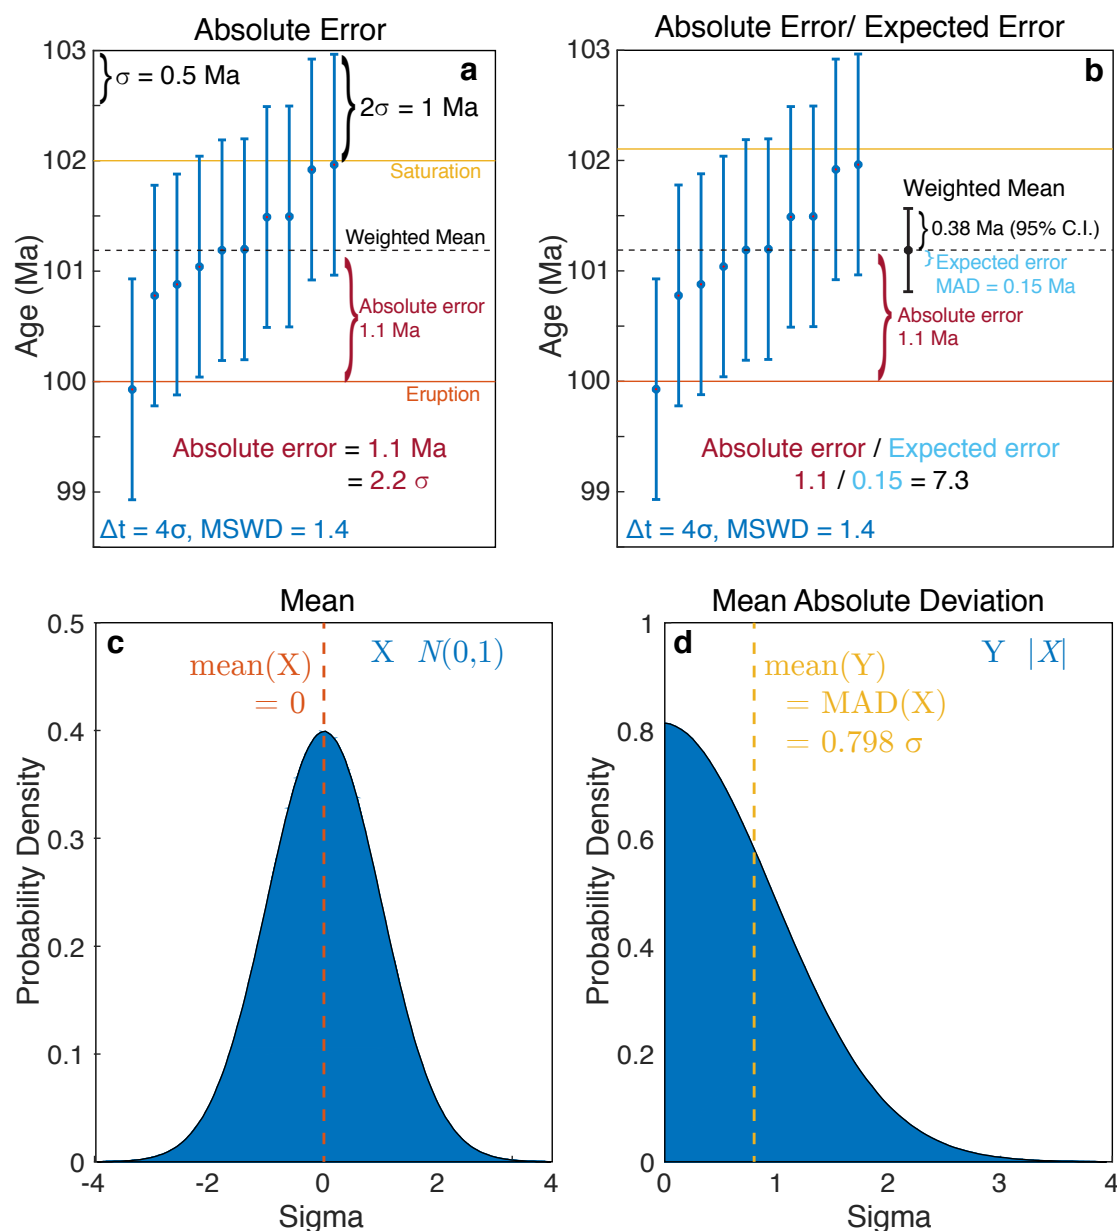 Absolute Error
103
102
101
100
99
Age (Ma)
a
σ = 0.5 Ma
2σ = 1 Ma
Saturation
Weighted Mean
Absolute error
1.1 Ma
Eruption
Absolute error = 1.1 Ma
= 2.2 σ
Δt = 4σ, MSWD = 1.4
Absolute Error/ Expected Error
103
102
101
100
99
Age (Ma)
b
Weighted Mean
0.38 Ma (95% C.I.)
Expected error
MAD = 0.15 Ma
Absolute error
1.1 Ma
Absolute error / Expected error
1.1 / 0.15 = 7.3
Δt = 4σ, MSWD = 1.4
Mean
0.5
0.4
0.3
0.2
0.1
0
Probability Density
c
mean(X)
= 0
X N(0,1)
-4 -2 0 2 4
Sigma
Mean Absolute Deviation
1
0.8
0.6
0.4
0.2
0
Probability Density
d
mean(Y)
= MAD(X)
= 0.798 σ
Y |X|
0 1 2 3 4
Sigma